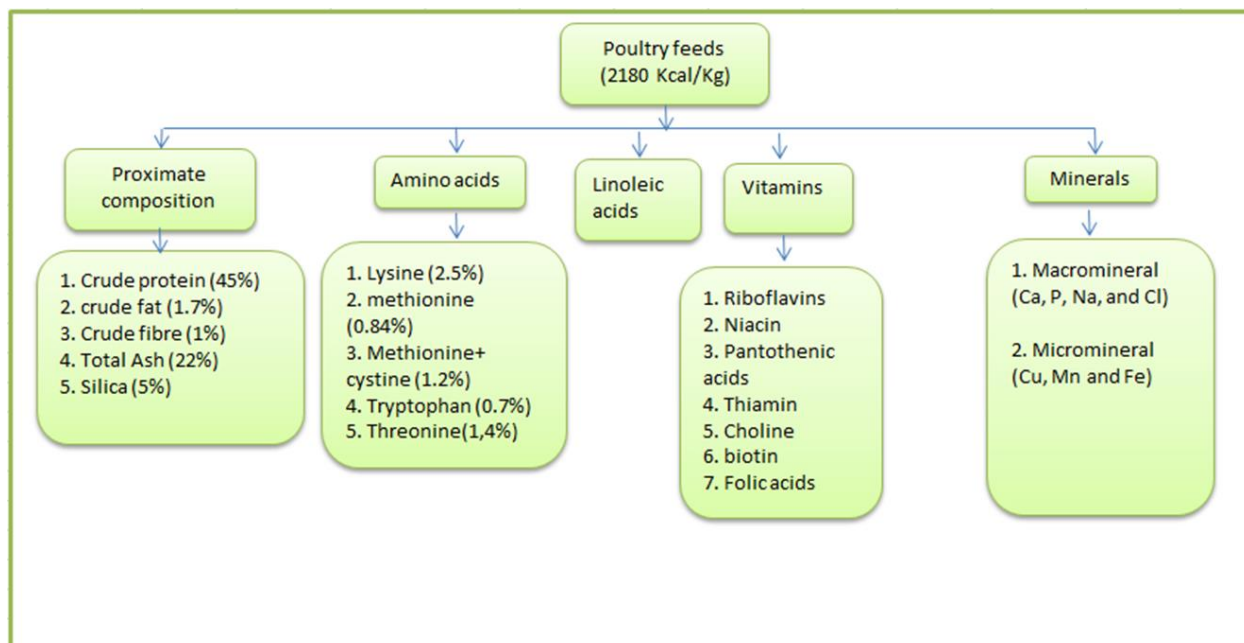 Poultry feeds
(2180 Kcal/Kg)
Proximate
composition
Amino acids
Linoleic
acids
Vitamins
Minerals
1. Crude protein (45%)
2. crude fat (1.7%)
3. Crude fibre (1%)
4. Total Ash (22%)
5. Silica (5%)
1. Lysine (2.5%)
2. methionine
(0.84%)
3. Methionine+
cystine (1.2%)
4. Tryptophan (0.7%)
5. Threonine(1,4%)
1. Riboflavins
2. Niacin
3. Pantothenic
acids
4. Thiamin
5. Choline
6. biotin
7. Folic acids
1. Macromineral
(Ca, P, Na, and Cl)
2. Micromineral
(Cu, Mn and Fe)